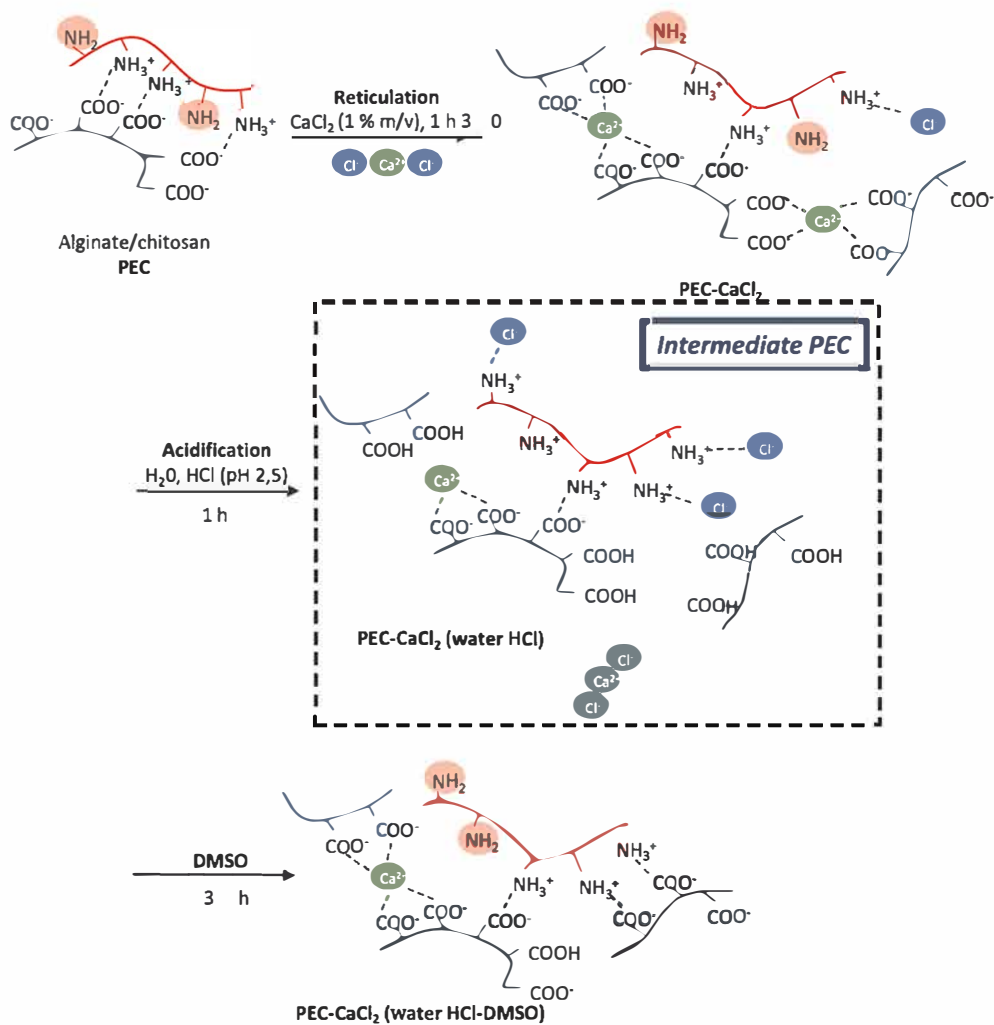 NH₂
NH₃⁺
NH₃⁺
COO⁻
COO⁻
NH₂
NH₃⁺
COO⁻
COO⁻
COO⁻
Alginate/chitosan
PEC
Reticulation
CaCl₂ (1 % m/v), 1 h 3 0
Cl⁻ Ca²⁺ Cl⁻
NH₂
COO⁻
COO⁻
NH₃⁺
NH₃⁺
Cl
Ca²⁺
NH₃⁺
NH₂
COO⁻
COO⁻
COO⁻
COO⁻
COO⁻
COO⁻
Ca²⁻
COO⁻
COO⁻
COO⁻
PEC-CaCl₂
Intermediate PEC
Cl
NH₃⁺
COOH
COOH
NH₃⁺
NH₃⁺
Cl⁻
Acidification
H₂O, HCl (pH 2,5)
1 h
Ca²⁻
NH₃⁺
NH₃⁺
Cl
COO⁻
COO⁻
COO⁻
COOH
COOH
COOH
COOH
COOH
PEC-CaCl₂ (water HCl)
Cl⁻
Ca²⁻
Cl⁻
NH₂
NH₂
COO⁻
COO⁻
DMSO
3 h
Ca²⁻
NH₃⁺
NH₃⁺
NH₃⁺
COO⁻
COO⁻
COO⁻
COO⁻
COO⁻
COO⁻
COOH
COO⁻
PEC-CaCl₂ (water HCl-DMSO)